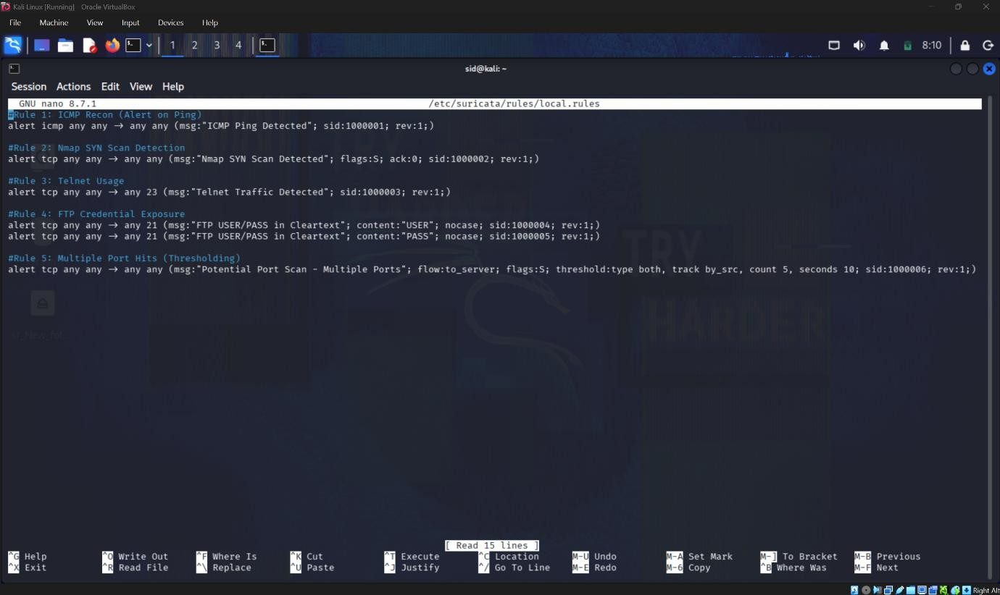 Kali Linux [Running] - Oracle VirtualBox
File Machine View Input Devices Help
1 2 3 4 8:10
sid@kali: ~
Session Actions Edit View Help
GNU nano 8.7.1 /etc/suricata/rules/local.rules
#Rule 1: ICMP Recon (Alert on Ping)
alert icmp any any → any any (msg:"ICMP Ping Detected"; sid:1000001; rev:1;)
#Rule 2: Nmap SYN Scan Detection
alert tcp any any → any any (msg:"Nmap SYN Scan Detected"; flags:S; ack:0; sid:1000002; rev:1;)
#Rule 3: Telnet Usage
alert tcp any any → any 23 (msg:"Telnet Traffic Detected"; sid:1000003; rev:1;)
#Rule 4: FTP Credential Exposure
alert tcp any any → any 21 (msg:"FTP USER/PASS in Cleartext"; content:"USER"; nocase; sid:1000004; rev:1;)
alert tcp any any → any 21 (msg:"FTP USER/PASS in Cleartext"; content:"PASS"; nocase; sid:1000005; rev:1;)
#Rule 5: Multiple Port Hits (Thresholding)
alert tcp any any → any any (msg:"Potential Port Scan - Multiple Ports"; flow:to_server; flags:S; threshold:type both, track by_src, count 5, seconds 10; sid:1000006; rev:1;)
TRY
HARDER
sf_New_fol...
[ Read 15 lines ]
^G Help ^O Write Out ^F Where Is ^K Cut ^T Execute ^C Location M-U Undo M-A Set Mark M-] To Bracket M-B Previous
^X Exit ^R Read File ^\ Replace ^U Paste ^J Justify ^/ Go To Line M-E Redo M-6 Copy ^B Where Was M-F Next
Right Alt